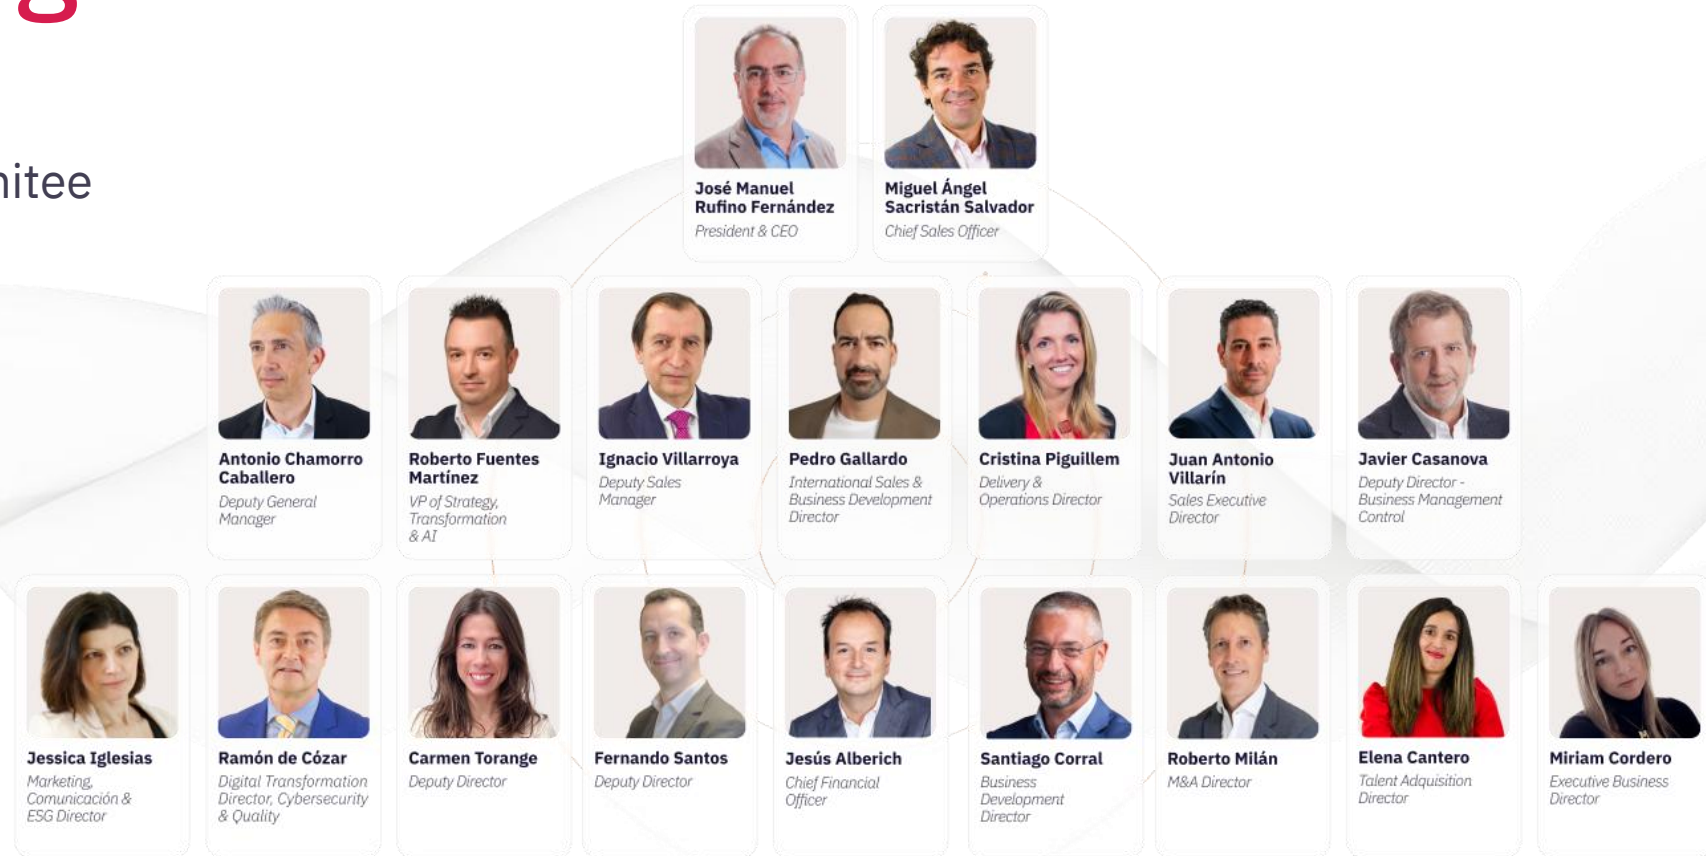 g
mitee
José Manuel
Rufino Fernández
President & CEO
Miguel Ángel
Sacristán Salvador
Chief Sales Officer
Antonio Chamorro
Caballero
Deputy General
Manager
Roberto Fuentes
Martínez
VP of Strategy,
Transformation
& AI
Ignacio Villarroya
Deputy Sales
Manager
Pedro Gallardo
International Sales &
Business Development
Director
Cristina Piguillem
Delivery &
Operations Director
Juan Antonio
Villarín
Sales Executive
Director
Javier Casanova
Deputy Director -
Business Management
Control
Jessica Iglesias
Marketing,
Comunicación &
ESG Director
Ramón de Cózar
Digital Transformation
Director, Cybersecurity
& Quality
Carmen Torange
Deputy Director
Fernando Santos
Deputy Director
Jesús Alberich
Chief Financial
Officer
Santiago Corral
Business
Development
Director
Roberto Milán
M&A Director
Elena Cantero
Talent Adquisition
Director
Miriam Cordero
Executive Business
Director